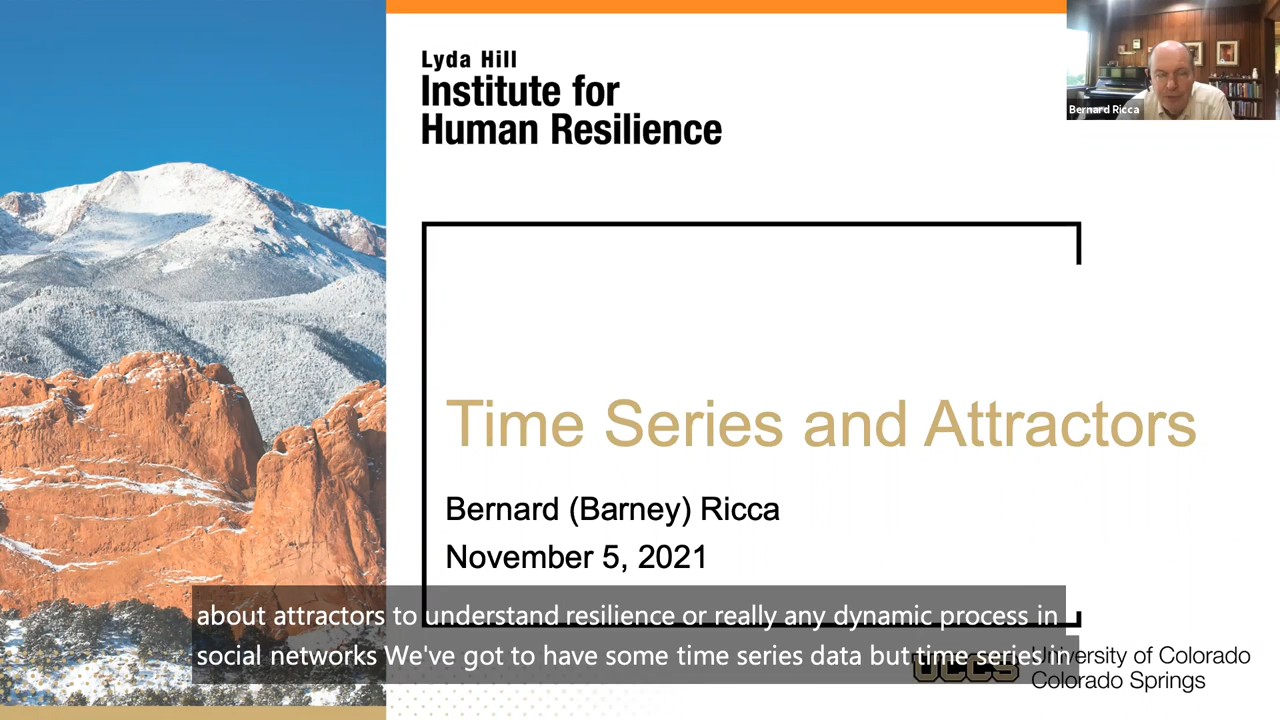 Lyda Hill
Institute for
Human Resilience
Bernard Ricca
Time Series and Attractors
Bernard (Barney) Ricca
November 5, 2021
about attractors to understand resilience or really any dynamic process in
social networks We've got to have some time series data but time series in
UCCS
University of Colorado
Colorado Springs